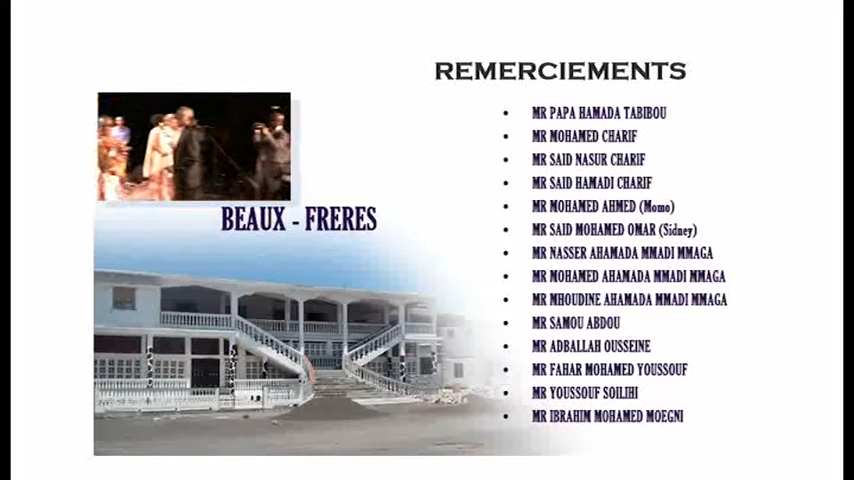 REMERCIEMENTS
BEAUX - FRERES
• MR PAPA HAMADA TABIBOU
• MR MOHAMED CHARIF
• MR SAID NASUR CHARIF
• MR SAID HAMADI CHARIF
• MR MOHAMED AHMED (Momo)
• MR SAID MOHAMED OMAR (Sidney)
• MR NASSER AHAMADA MMADI MMAGA
• MR MOHAMED AHAMADA MMADI MMAGA
• MR MHOUDINE AHAMADA MMADI MMAGA
• MR SAMOU ABDOU
• MR ADBALLAH OUSSEINE
• MR FAHAR MOHAMED YOUSSOUF
• MR YOUSSOUF SOILIHI
• MR IBRAHIM MOHAMED MOEGNI